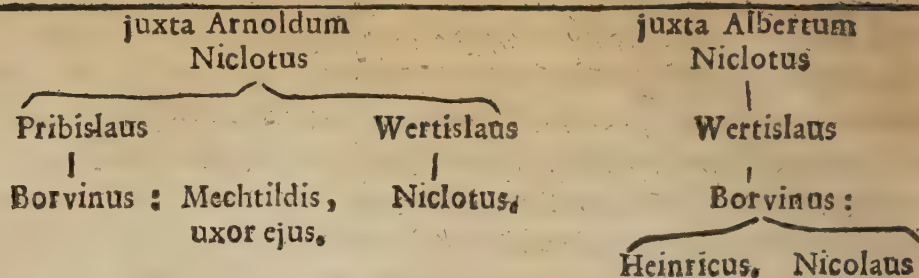 juxta Arnoldum juxta Albertum
Niclotus Niclotus
Pribislaus Wertislaus Wertislaus
Borvinus : Mechtildis, Niclotus. Borvinus :
uxor ejus.
Heinricus. Nicolaus